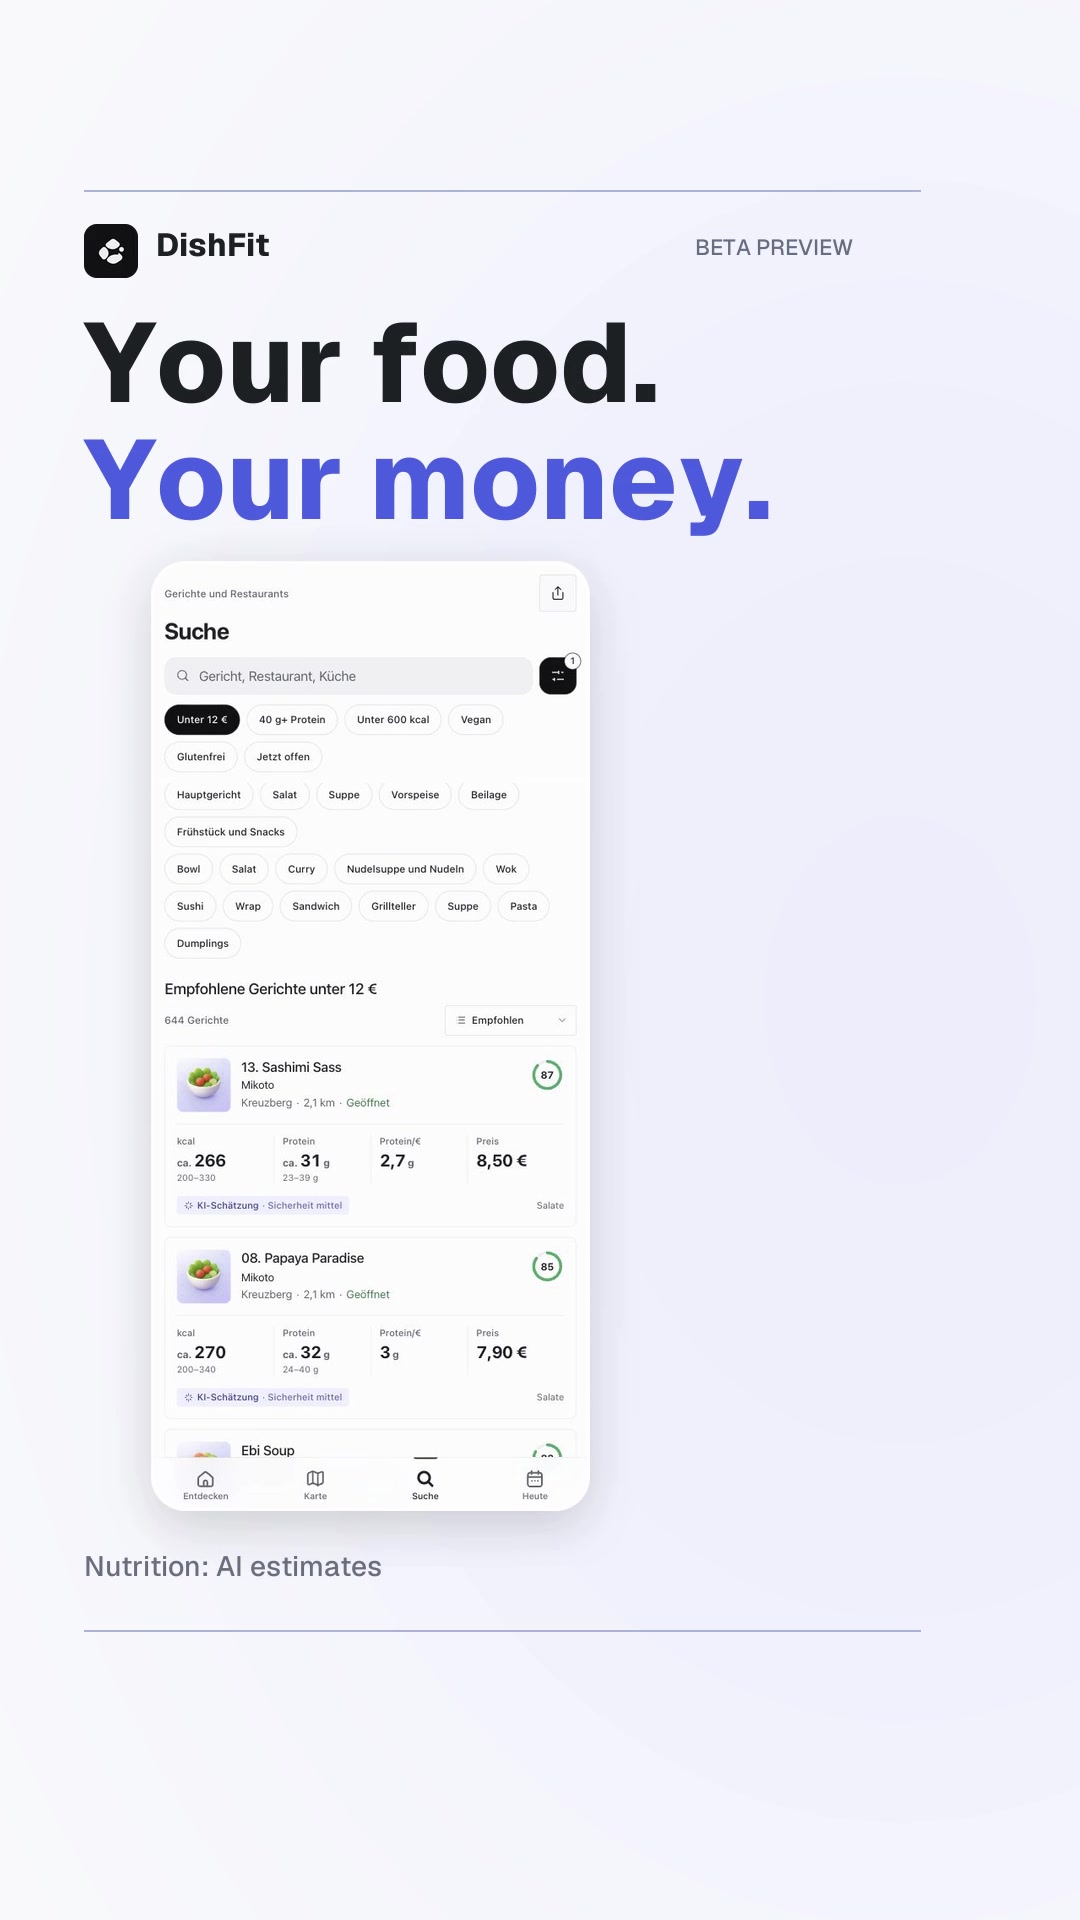 DishFit
BETA PREVIEW
Your food.
Your money.
Gerichte und Restaurants
Suche
Gericht, Restaurant, Küche
1
Unter 12 €
40 g+ Protein
Unter 600 kcal
Vegan
Glutenfrei
Jetzt offen
Hauptgericht
Salat
Suppe
Vorspeise
Beilage
Frühstück und Snacks
Bowl
Salat
Curry
Nudelsuppe und Nudeln
Wok
Sushi
Wrap
Sandwich
Grillteller
Suppe
Pasta
Dumplings
Empfohlene Gerichte unter 12 €
644 Gerichte
Empfohlen
13. Sashimi Sass
87
Mikoto
Kreuzberg · 2,1 km · Geöffnet
kcal
Protein
Protein/€
Preis
ca. 266
ca. 31 g
2,7 g
8,50 €
200–330
23–39 g
KI-Schätzung · Sicherheit mittel
Salate
08. Papaya Paradise
85
Mikoto
Kreuzberg · 2,1 km · Geöffnet
kcal
Protein
Protein/€
Preis
ca. 270
ca. 32 g
3 g
7,90 €
200–340
24–40 g
KI-Schätzung · Sicherheit mittel
Salate
Ebi Soup
Entdecken
Karte
Suche
Heute
Nutrition: AI estimates